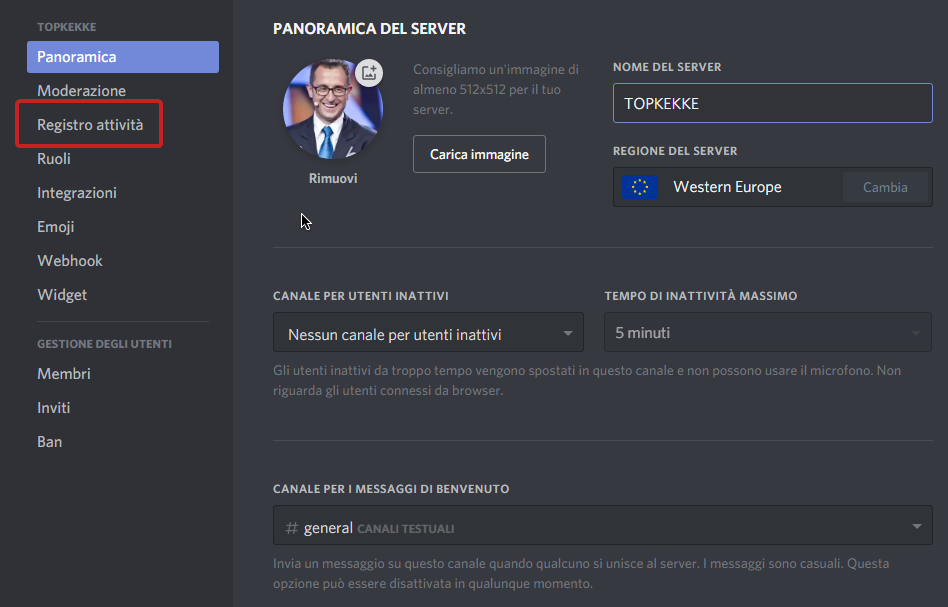 TOPKEKKE
Panoramica
Moderazione
Registro attività
Ruoli
Integrazioni
Emoji
Webhook
Widget
GESTIONE DEGLI UTENTI
Membri
Inviti
Ban
PANORAMICA DEL SERVER
Rimuovi
Consigliamo un'immagine di
almeno 512x512 per il tuo
server.
Carica immagine
NOME DEL SERVER
TOPKEKKE
REGIONE DEL SERVER
Western Europe
Cambia
CANALE PER UTENTI INATTIVI
Nessun canale per utenti inattivi
TEMPO DI INATTIVITÀ MASSIMO
5 minuti
Gli utenti inattivi da troppo tempo vengono spostati in questo canale e non possono usare il microfono. Non
riguarda gli utenti connessi da browser.
CANALE PER I MESSAGGI DI BENVENUTO
# general CANALI TESTUALI
Invia un messaggio su questo canale quando qualcuno si unisce al server. I messaggi sono casuali. Questa
opzione può essere disattivata in qualunque momento.